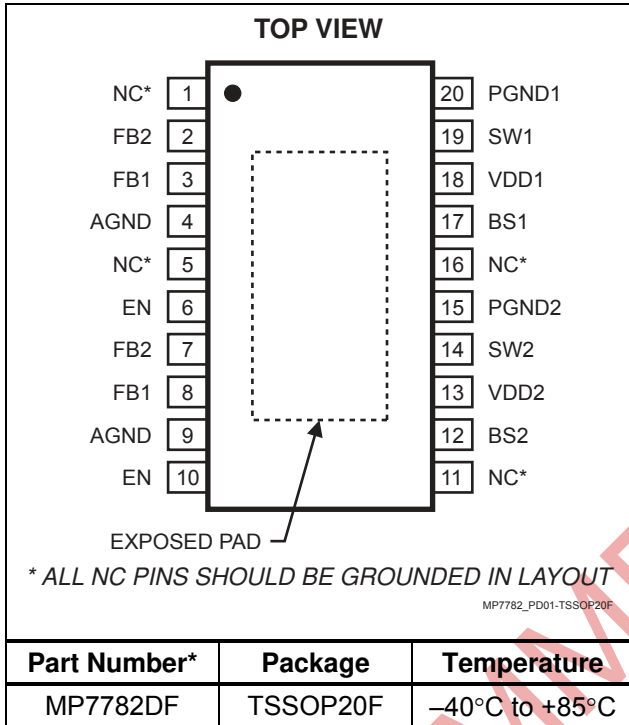 TOP VIEW
NC* 1 20 PGND1
FB2 2 19 SW1
FB1 3 18 VDD1
AGND 4 17 BS1
NC* 5 16 NC*
EN 6 15 PGND2
FB2 7 14 SW2
FB1 8 13 VDD2
AGND 9 12 BS2
EN 10 11 NC*
EXPOSED PAD
* ALL NC PINS SHOULD BE GROUNDED IN LAYOUT
MP7782_PD01-TSSOP20F
Part Number* Package Temperature
MP7782DF TSSOP20F –40°C to +85°C